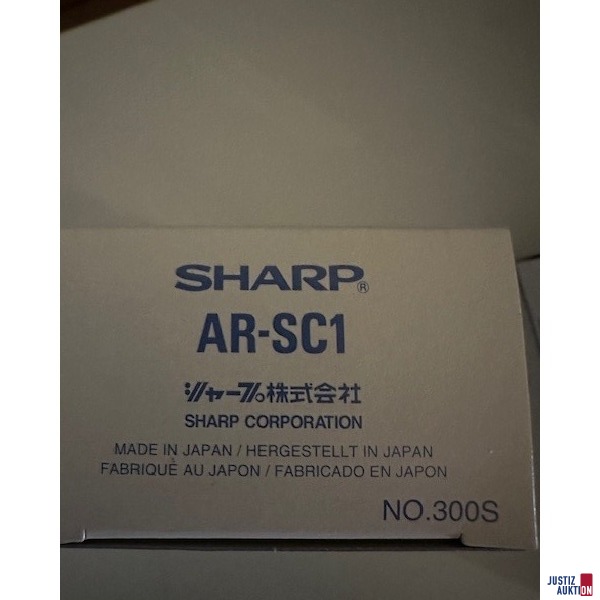 SHARP®
AR-SC1
シャープ株式会社
SHARP CORPORATION
MADE IN JAPAN / HERGESTELLT IN JAPAN
FABRIQUÉ AU JAPON / FABRICADO EN JAPON
NO.300S
JUSTIZ
AUKTION